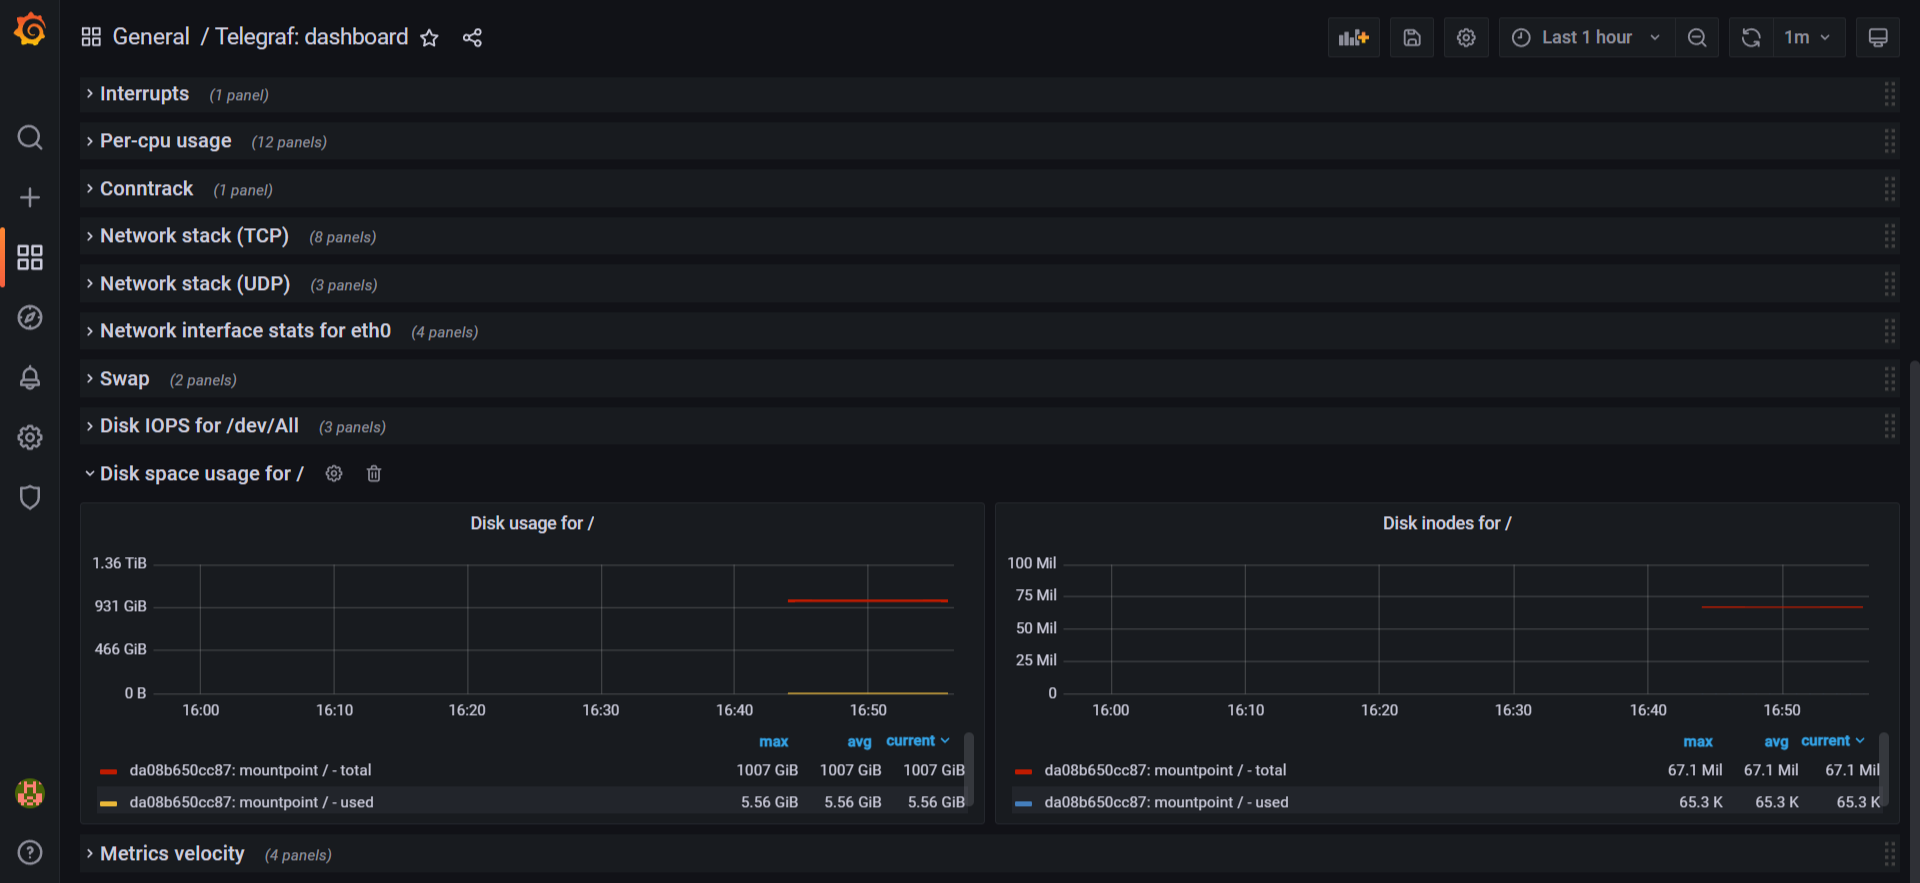 General / Telegraf: dashboard
Last 1 hour
1m
Interrupts (1 panel)
Per-cpu usage (12 panels)
Conntrack (1 panel)
Network stack (TCP) (8 panels)
Network stack (UDP) (3 panels)
Network interface stats for eth0 (4 panels)
Swap (2 panels)
Disk IOPS for /dev/All (3 panels)
Disk space usage for /
Disk usage for /
1.36 TiB
931 GiB
466 GiB
0 B
16:00 16:10 16:20 16:30 16:40 16:50
max avg current
da08b650cc87: mountpoint / - total 1007 GiB 1007 GiB 1007 GiB
da08b650cc87: mountpoint / - used 5.56 GiB 5.56 GiB 5.56 GiB
Disk inodes for /
100 Mil
75 Mil
50 Mil
25 Mil
0
16:00 16:10 16:20 16:30 16:40 16:50
max avg current
da08b650cc87: mountpoint / - total 67.1 Mil 67.1 Mil 67.1 Mil
da08b650cc87: mountpoint / - used 65.3 K 65.3 K 65.3 K
Metrics velocity (4 panels)